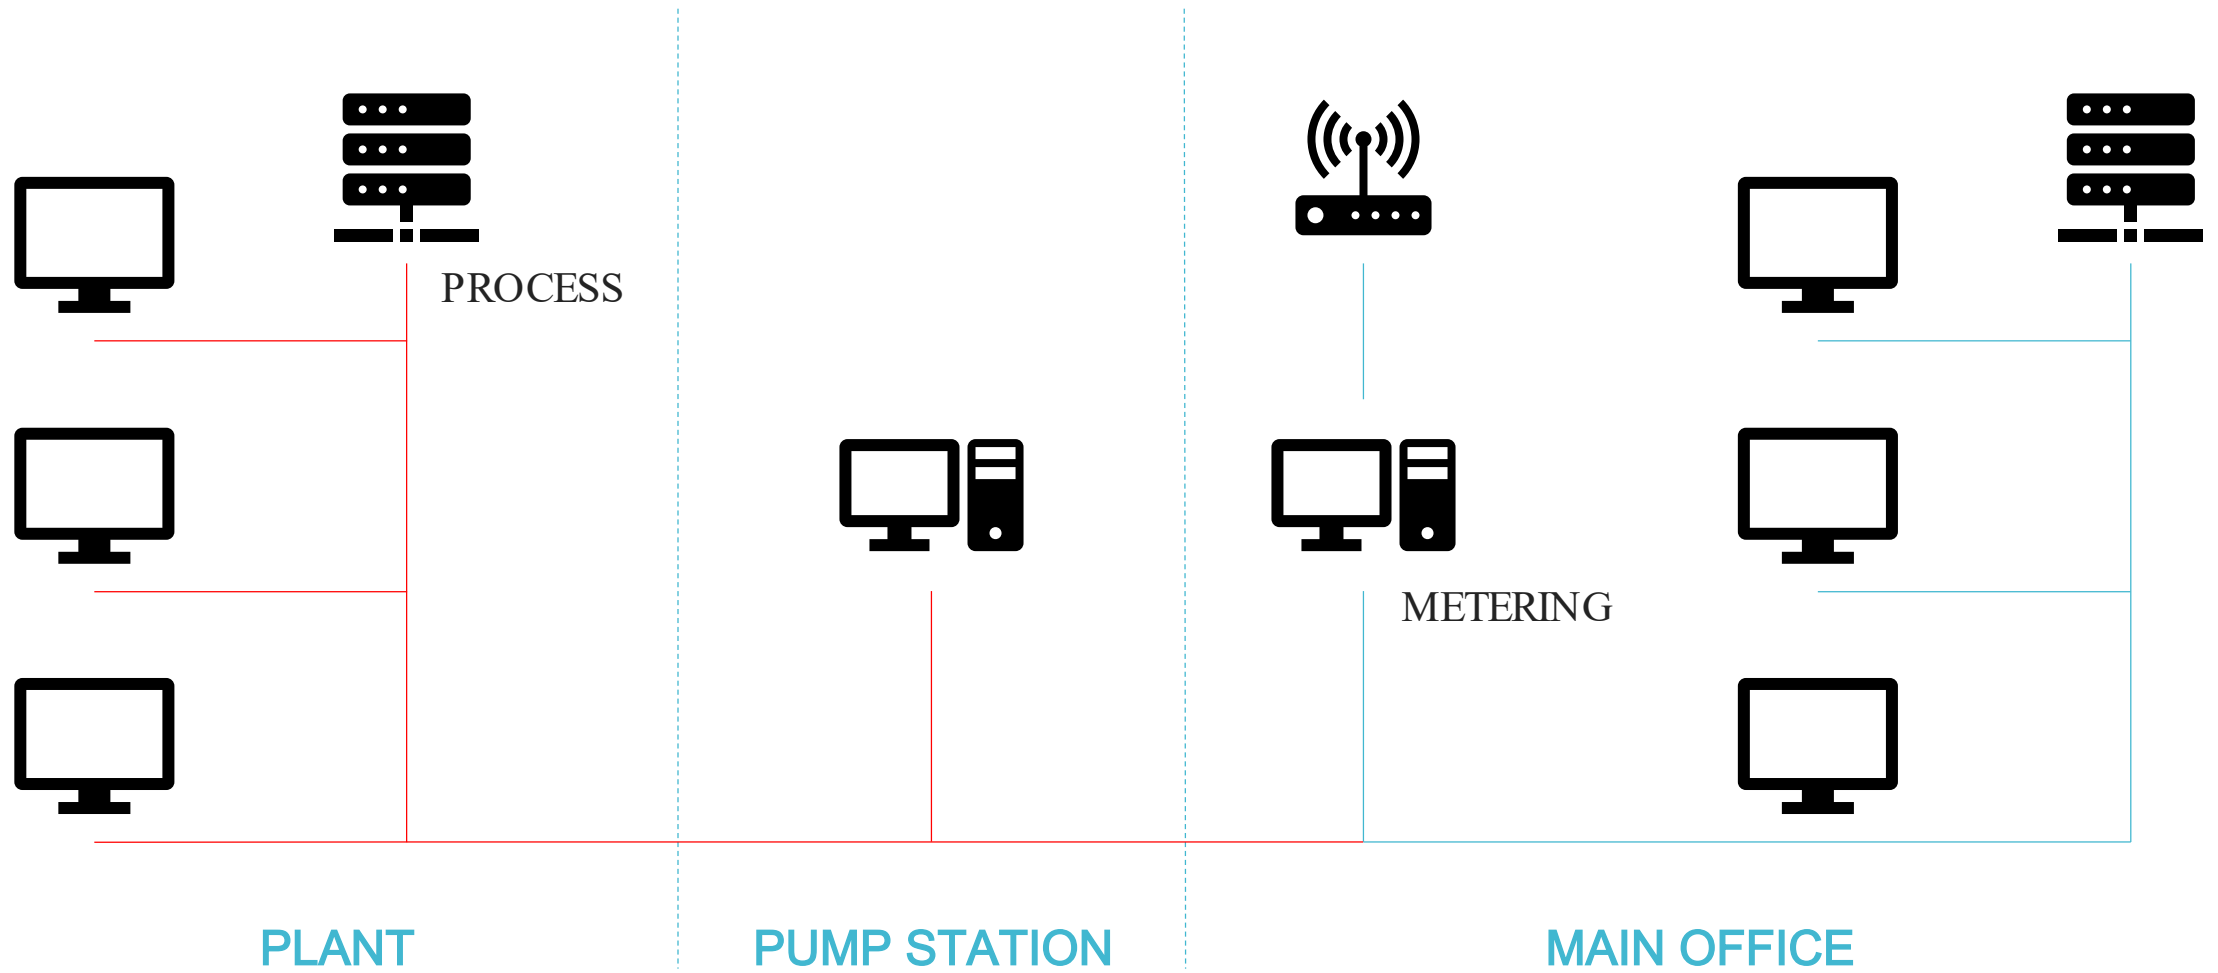 PROCESS
METERING
PLANT
PUMP STATION
MAIN OFFICE